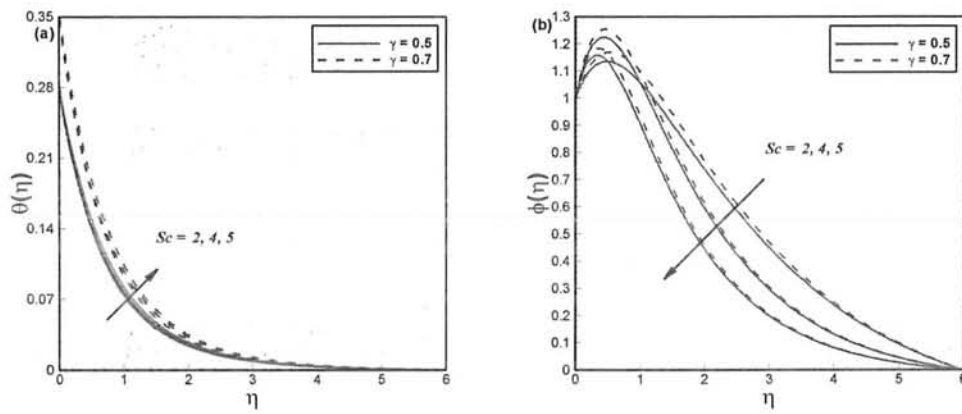 (a)
γ = 0.5
γ = 0.7
0.35
0.28
0.21
0.14
0.07
0
θ(η)
Sc = 2, 4, 5
0 1 2 3 4 5 6
η
(b)
γ = 0.5
γ = 0.7
1.3
1.2
1.1
1
0.9
0.8
0.7
0.6
0.5
0.4
0.3
0.2
0.1
0
ϕ(η)
Sc = 2, 4, 5
0 1 2 3 4 5 6
η